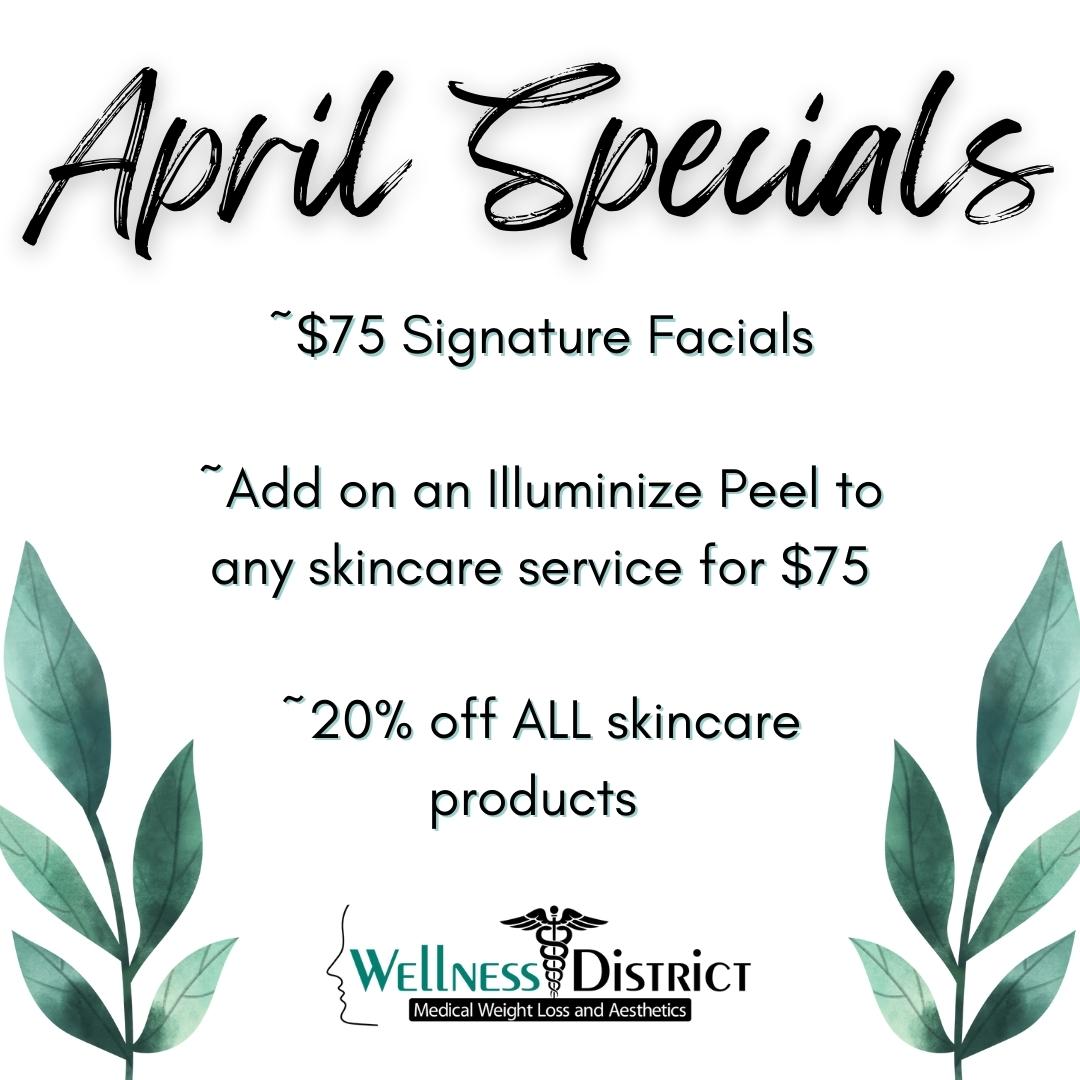 April Specials
~$75 Signature Facials
~Add on an Illuminize Peel to
any skincare service for $75
~20% off ALL skincare
products
WELLNESS DISTRICT
Medical Weight Loss and Aesthetics